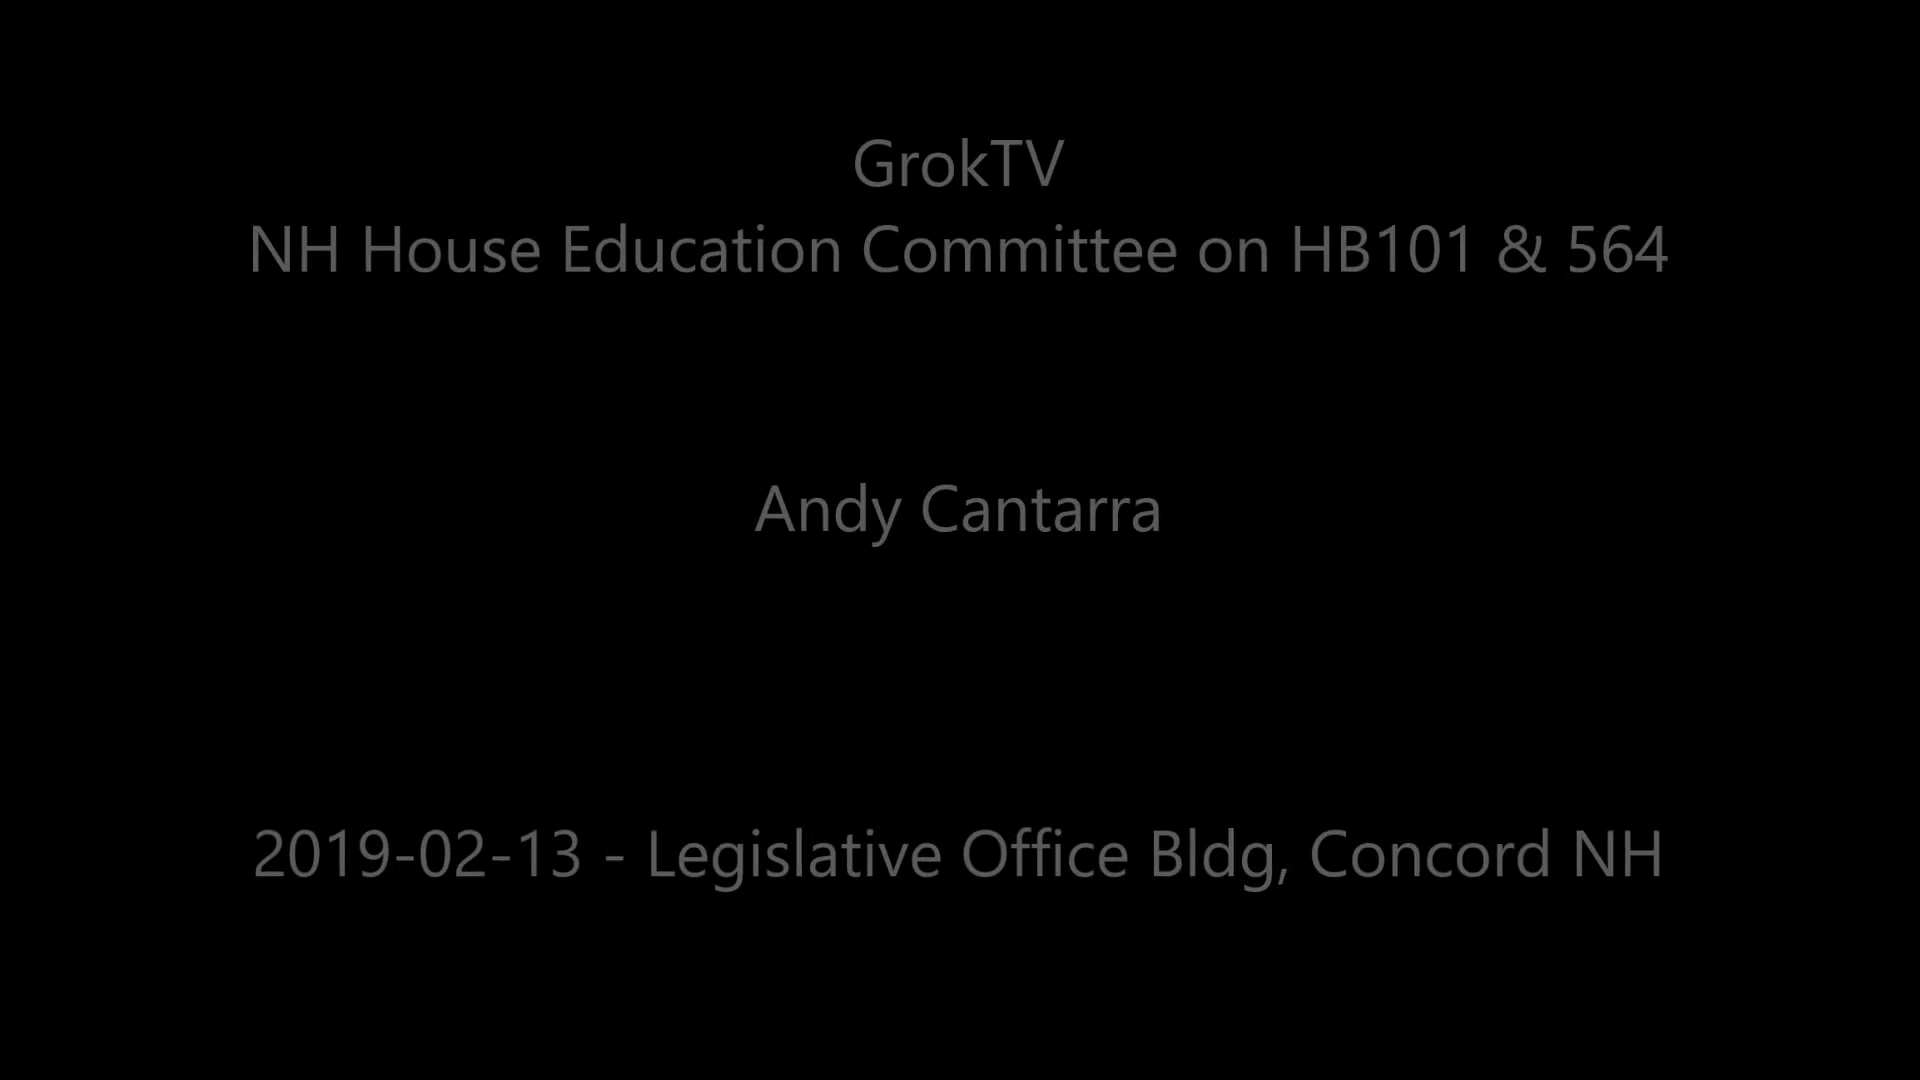 GrokTV
NH House Education Committee on HB101 & 564
Andy Cantarra
2019-02-13 - Legislative Office Bldg, Concord NH